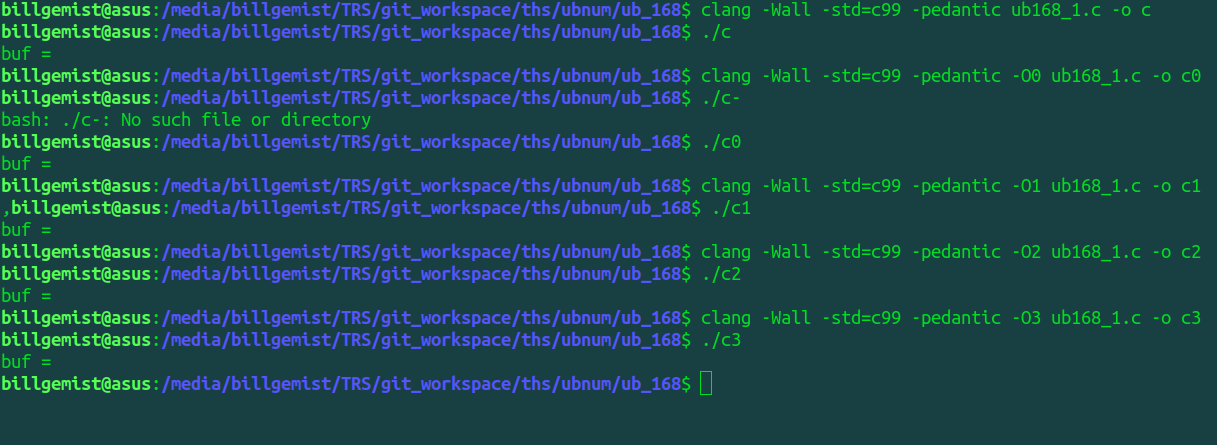 billgemist@asus:/media/billgemist/TRS/git_workspace/ths/ubnum/ub_168$ clang -Wall -std=c99 -pedantic ub168_1.c -o c
billgemist@asus:/media/billgemist/TRS/git_workspace/ths/ubnum/ub_168$ ./c
buf =
billgemist@asus:/media/billgemist/TRS/git_workspace/ths/ubnum/ub_168$ clang -Wall -std=c99 -pedantic -O0 ub168_1.c -o c0
billgemist@asus:/media/billgemist/TRS/git_workspace/ths/ubnum/ub_168$ ./c-
bash: ./c-: No such file or directory
billgemist@asus:/media/billgemist/TRS/git_workspace/ths/ubnum/ub_168$ ./c0
buf =
billgemist@asus:/media/billgemist/TRS/git_workspace/ths/ubnum/ub_168$ clang -Wall -std=c99 -pedantic -O1 ub168_1.c -o c1
,billgemist@asus:/media/billgemist/TRS/git_workspace/ths/ubnum/ub_168$ ./c1
buf =
billgemist@asus:/media/billgemist/TRS/git_workspace/ths/ubnum/ub_168$ clang -Wall -std=c99 -pedantic -O2 ub168_1.c -o c2
billgemist@asus:/media/billgemist/TRS/git_workspace/ths/ubnum/ub_168$ ./c2
buf =
billgemist@asus:/media/billgemist/TRS/git_workspace/ths/ubnum/ub_168$ clang -Wall -std=c99 -pedantic -O3 ub168_1.c -o c3
billgemist@asus:/media/billgemist/TRS/git_workspace/ths/ubnum/ub_168$ ./c3
buf =
billgemist@asus:/media/billgemist/TRS/git_workspace/ths/ubnum/ub_168$